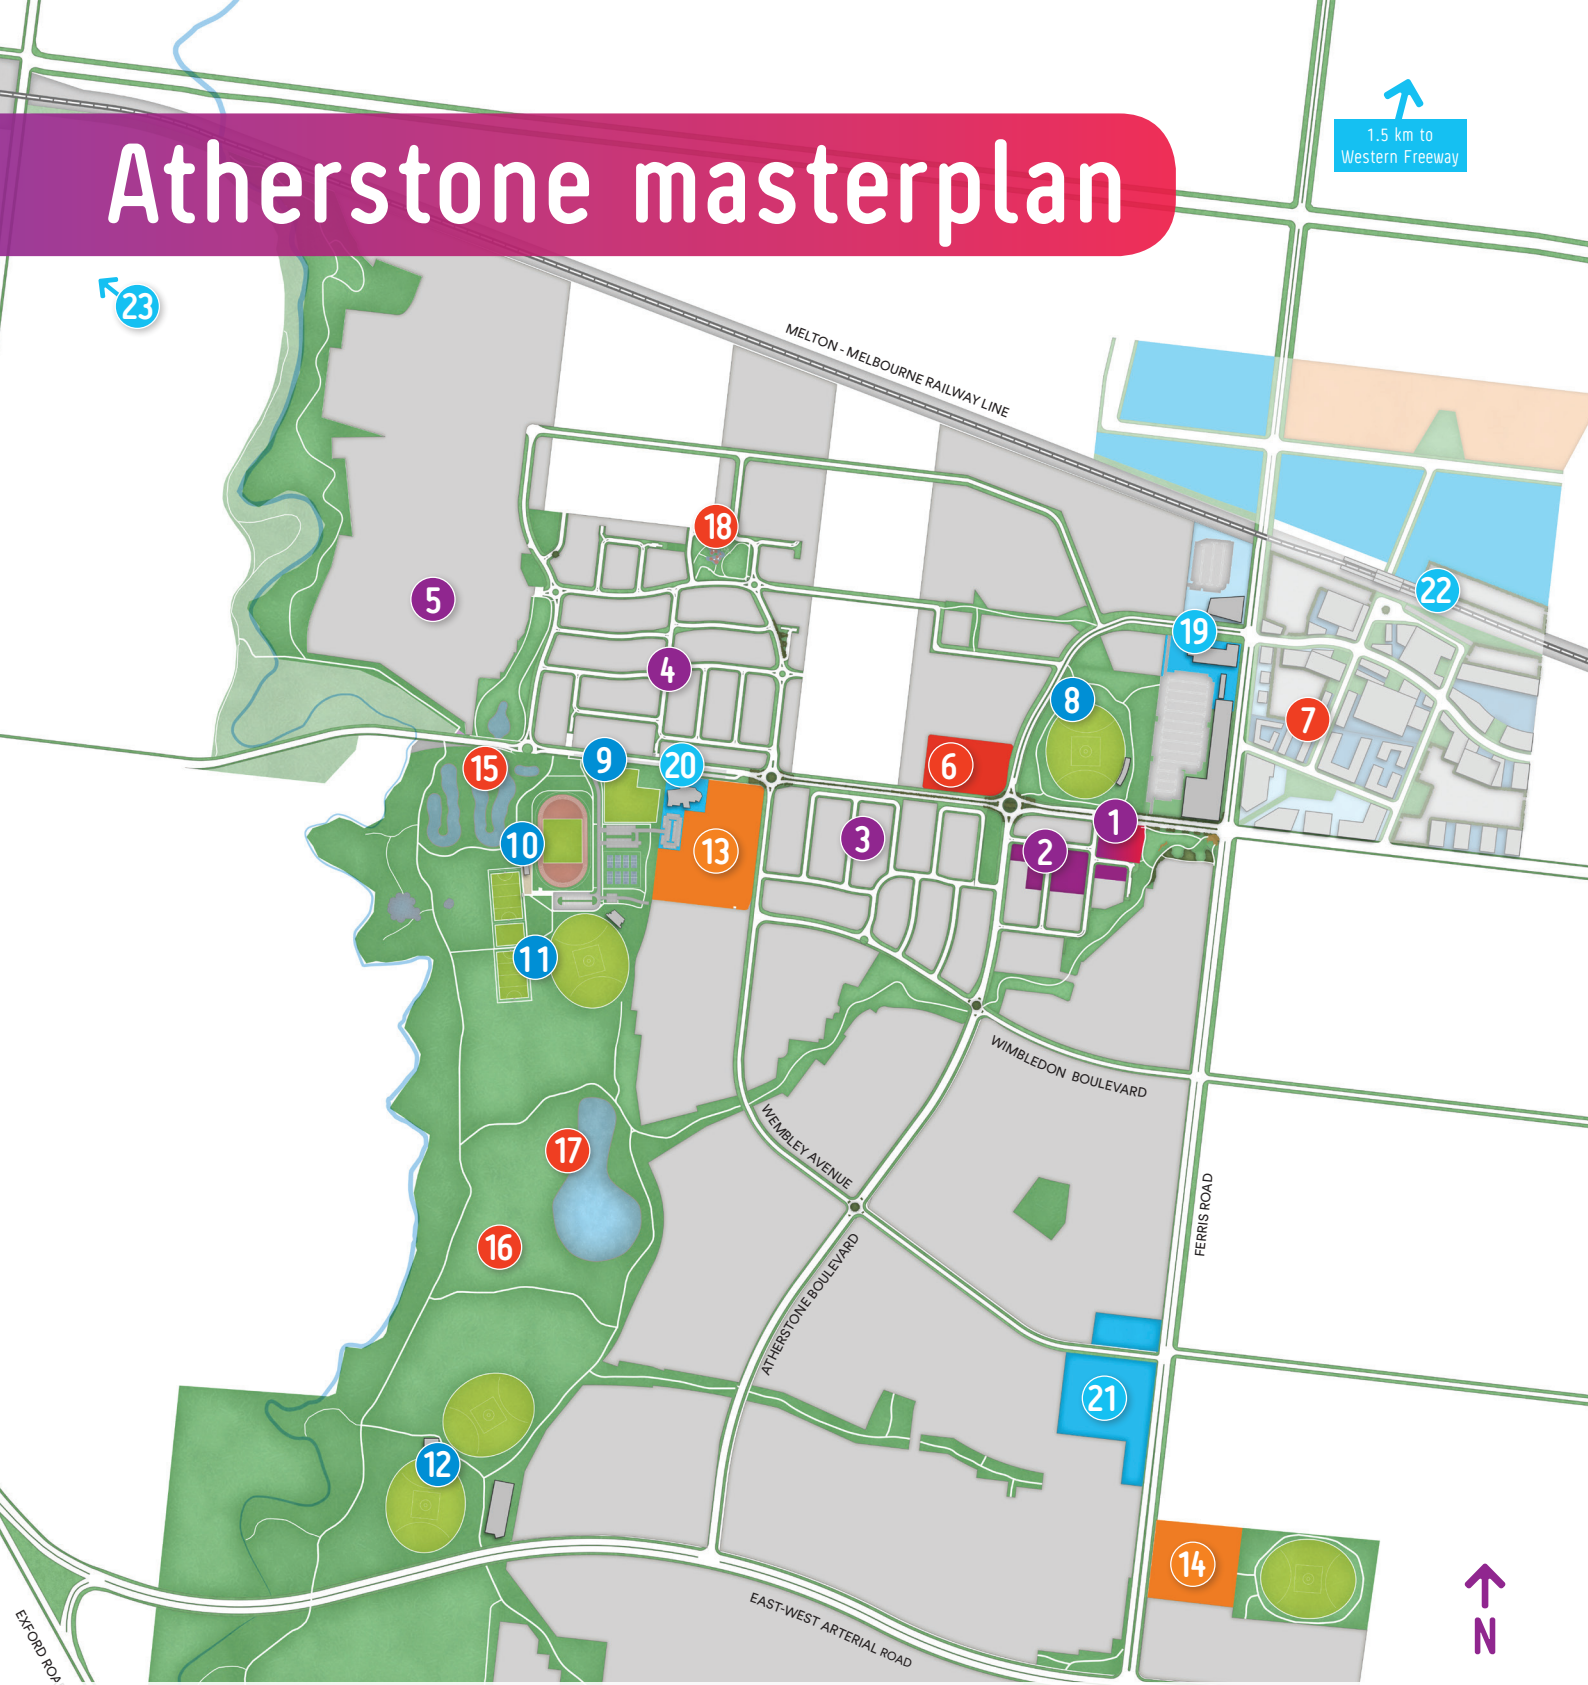 1.5 km to
Western Freeway
Atherstone masterplan
23
MELTON - MELBOURNE RAILWAY LINE
18
5
22
19
4
8
7
15
9
20
6
10
13
3
2
1
11
WIMBLEDON BOULEVARD
17
WEMBLEY AVENUE
16
FERRIS ROAD
ATHERSTONE BOULEVARD
21
12
14
EAST-WEST ARTERIAL ROAD
EXFORD ROA
N